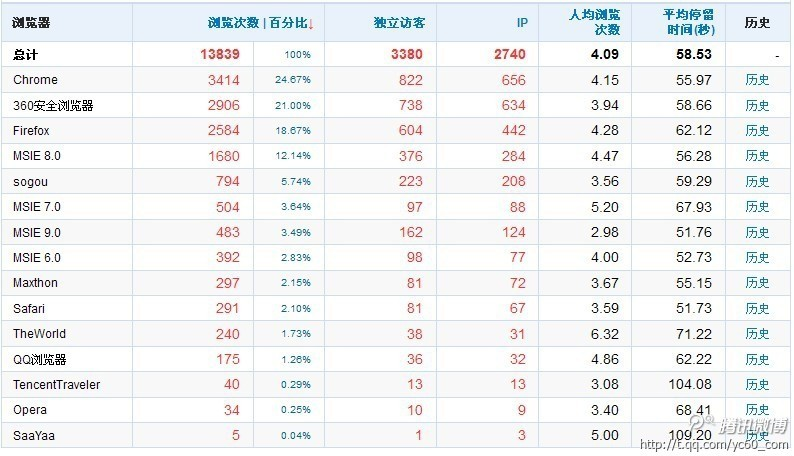 浏览器 浏览次数 | 百分比↓ 独立访客 IP 人均浏览次数 平均停留时间(秒) 历史
总计 13839 100% 3380 2740 4.09 58.53 -
Chrome 3414 24.67% 822 656 4.15 55.97 历史
360安全浏览器 2906 21.00% 738 634 3.94 58.66 历史
Firefox 2584 18.67% 604 442 4.28 62.12 历史
MSIE 8.0 1680 12.14% 376 284 4.47 56.28 历史
sogou 794 5.74% 223 208 3.56 59.29 历史
MSIE 7.0 504 3.64% 97 88 5.20 67.93 历史
MSIE 9.0 483 3.49% 162 124 2.98 51.76 历史
MSIE 6.0 392 2.83% 98 77 4.00 52.73 历史
Maxthon 297 2.15% 81 72 3.67 55.15 历史
Safari 291 2.10% 81 67 3.59 51.73 历史
TheWorld 240 1.73% 38 31 6.32 71.22 历史
QQ浏览器 175 1.26% 36 32 4.86 62.22 历史
TencentTraveler 40 0.29% 13 13 3.08 104.08 历史
Opera 34 0.25% 10 9 3.40 68.41 历史
SaaYaa 5 0.04% 1 3 5.00 109.20 历史
腾讯微博
http://t.qq.com/yc60_com